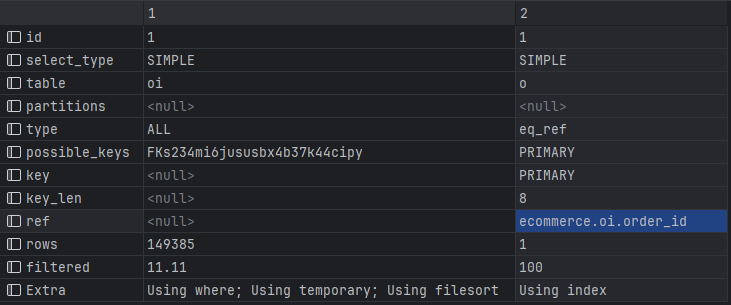 1 2
id 1 1
select_type SIMPLE SIMPLE
table oi o
partitions <null> <null>
type ALL eq_ref
possible_keys FKs234mi6jususbx4b37k44cipy PRIMARY
key <null> PRIMARY
key_len <null> 8
ref <null> ecommerce.oi.order_id
rows 149385 1
filtered 11.11 100
Extra Using where; Using temporary; Using filesort Using index